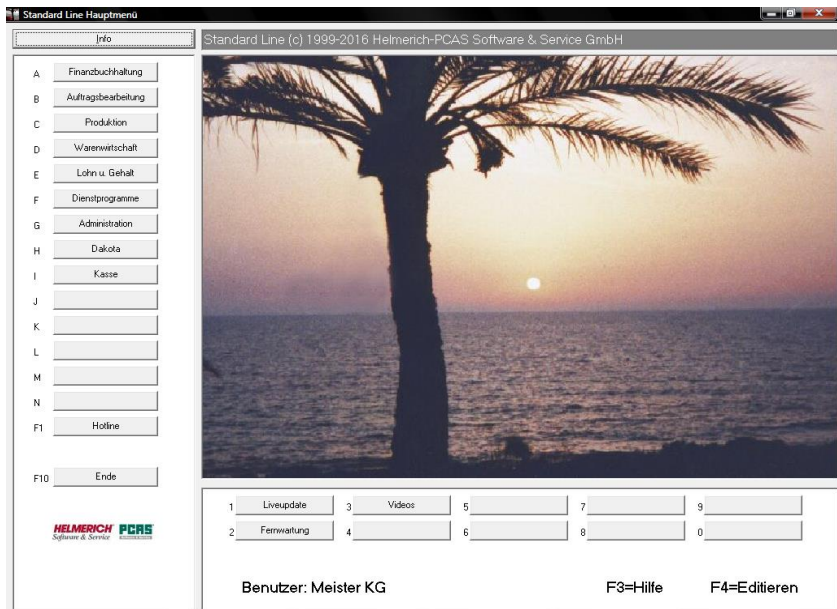 Standard Line Hauptmenü
Info
Standard Line (c) 1999-2016 Helmerich-PCAS Software & Service GmbH
A Finanzbuchhaltung
B Auftragsbearbeitung
C Produktion
D Warenwirtschaft
E Lohn u. Gehalt
F Dienstprogramme
G Administration
H Dakota
I Kasse
J
K
L
M
N
F1 Hotline
F10 Ende
HELMERICH PCAS
Software & Service
1 Liveupdate 3 Videos 5 7 9
2 Fernwartung 4 6 8 0
Benutzer: Meister KG F3=Hilfe F4=Editieren